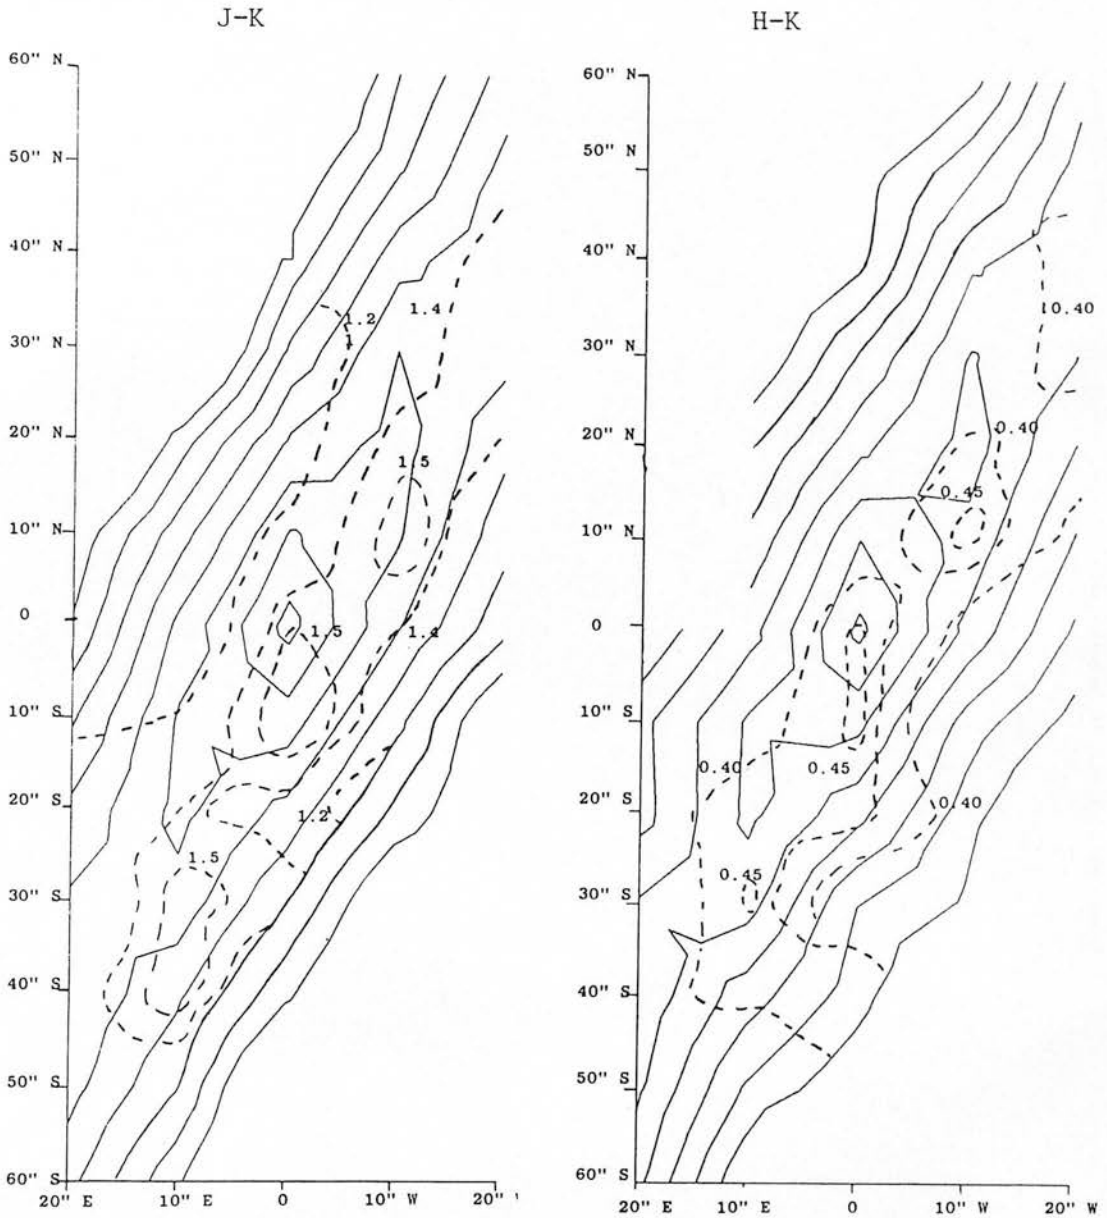 J-K
H-K
60" N
50" N
40" N
30" N
20" N
10" N
0
10" S
20" S
30" S
40" S
50" S
60" S
20" E
10" E
0
10" W
20"
1.2
1.4
1.5
1.5
1.4
1.2
1.5
60" N
50" N
40" N
30" N
20" N
10" N
0
10" S
20" S
30" S
40" S
50" S
60" S
20" E
10" E
0
10" W
20" W
0.40
0.40
0.45
0.40
0.45
0.40
0.45